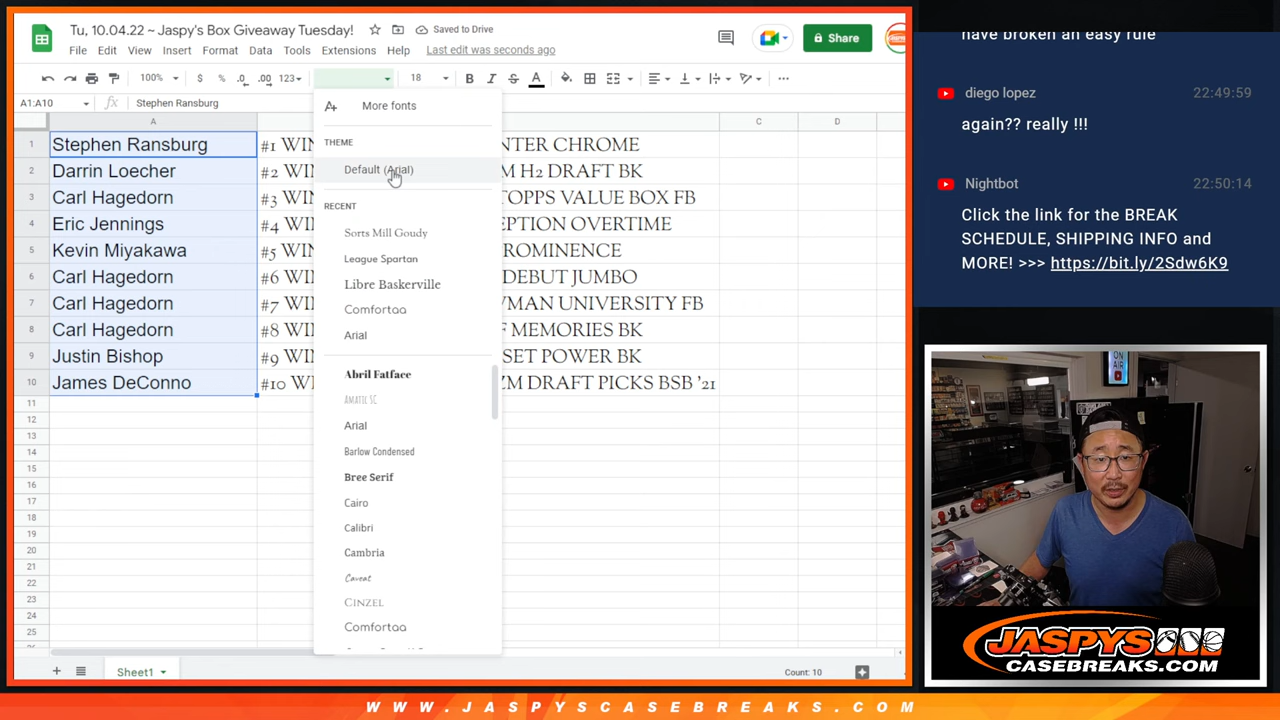 Tu, 10.04.22 ~ Jaspy's Box Giveaway Tuesday!
Saved to Drive
File Edit View Insert Format Data Tools Extensions Help
Last edit was seconds ago
Share
100% $ % .0 .00 123 18 B I S A
A1:A10 fx Stephen Ransburg
A C D
1 Stephen Ransburg #1 WIN NTER CHROME
2 Darrin Loecher #2 WIN M H2 DRAFT BK
3 Carl Hagedorn #3 WIN TOPPS VALUE BOX FB
4 Eric Jennings #4 WIN EPTION OVERTIME
5 Kevin Miyakawa #5 WIN ROMINENCE
6 Carl Hagedorn #6 WIN DEBUT JUMBO
7 Carl Hagedorn #7 WIN WMAN UNIVERSITY FB
8 Carl Hagedorn #8 WIN F MEMORIES BK
9 Justin Bishop #9 WIN SET POWER BK
10 James DeConno #10 WI ZM DRAFT PICKS BSB '21
11
12
13
14
15
16
17
18
19
20
21
22
23
24
25
More fonts
THEME
Default (Arial)
RECENT
Sorts Mill Goudy
League Spartan
Libre Baskerville
Comfortaa
Arial
Abril Fatface
AMATIC SC
Arial
Barlow Condensed
Bree Serif
Cairo
Calibri
Cambria
Caveat
CINZEL
Comfortaa
Sheet1
Count: 10
have broken an easy rule
diego lopez 22:49:59
again?? really !!!
Nightbot 22:50:14
Click the link for the BREAK
SCHEDULE, SHIPPING INFO and
MORE! >>> https://bit.ly/2Sdw6K9
ON
AIR
JASPYS
CASEBREAKS.COM
WWW.JASPYSCASEBREAKS.COM